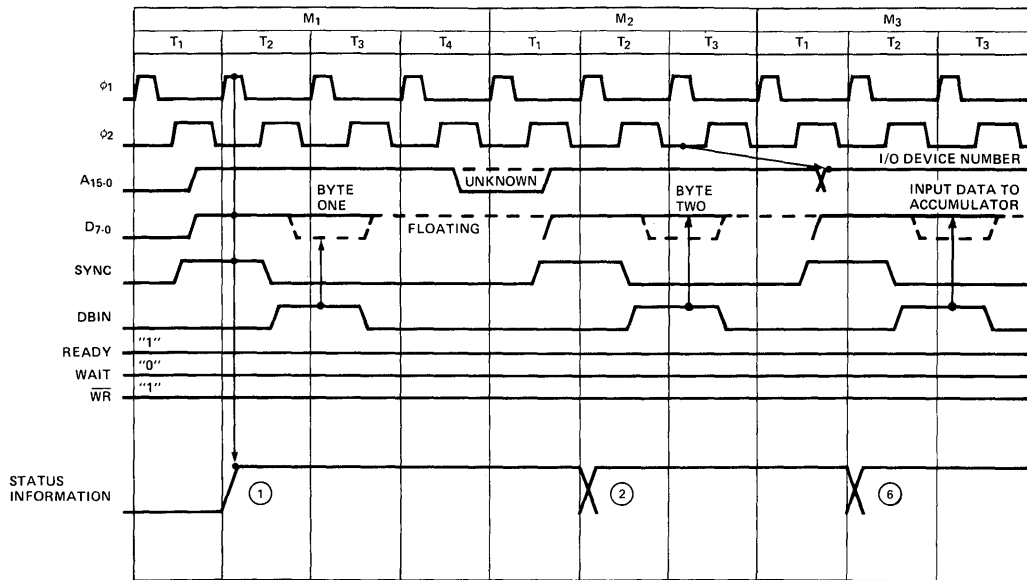 M1 M2 M3
T1 T2 T3 T4 T1 T2 T3 T1 T2 T3
φ1
φ2
I/O DEVICE NUMBER
A15-0
UNKNOWN
BYTE
ONE
BYTE
TWO
INPUT DATA TO
ACCUMULATOR
D7-0
FLOATING
SYNC
DBIN
"1"
READY
"0"
WAIT
"1"
WR
STATUS
INFORMATION
1 2 6